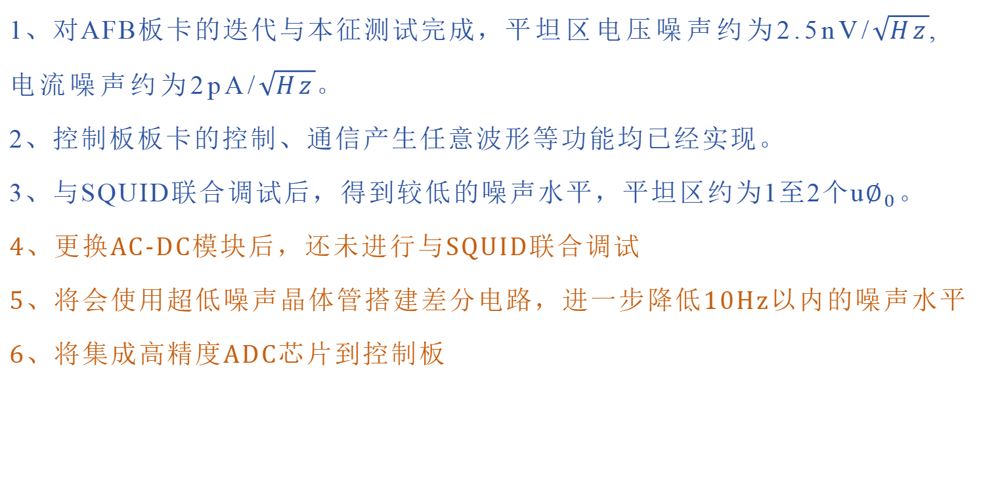 1、对AFB板卡的迭代与本征测试完成，平坦区电压噪声约为2.5nV/√Hz,
电流噪声约为2pA/√Hz。
2、控制板板卡的控制、通信产生任意波形等功能均已经实现。
3、与SQUID联合调试后，得到较低的噪声水平，平坦区约为1至2个u∅₀。
4、更换AC-DC模块后，还未进行与SQUID联合调试
5、将会使用超低噪声晶体管搭建差分电路，进一步降低10Hz以内的噪声水平
6、将集成高精度ADC芯片到控制板